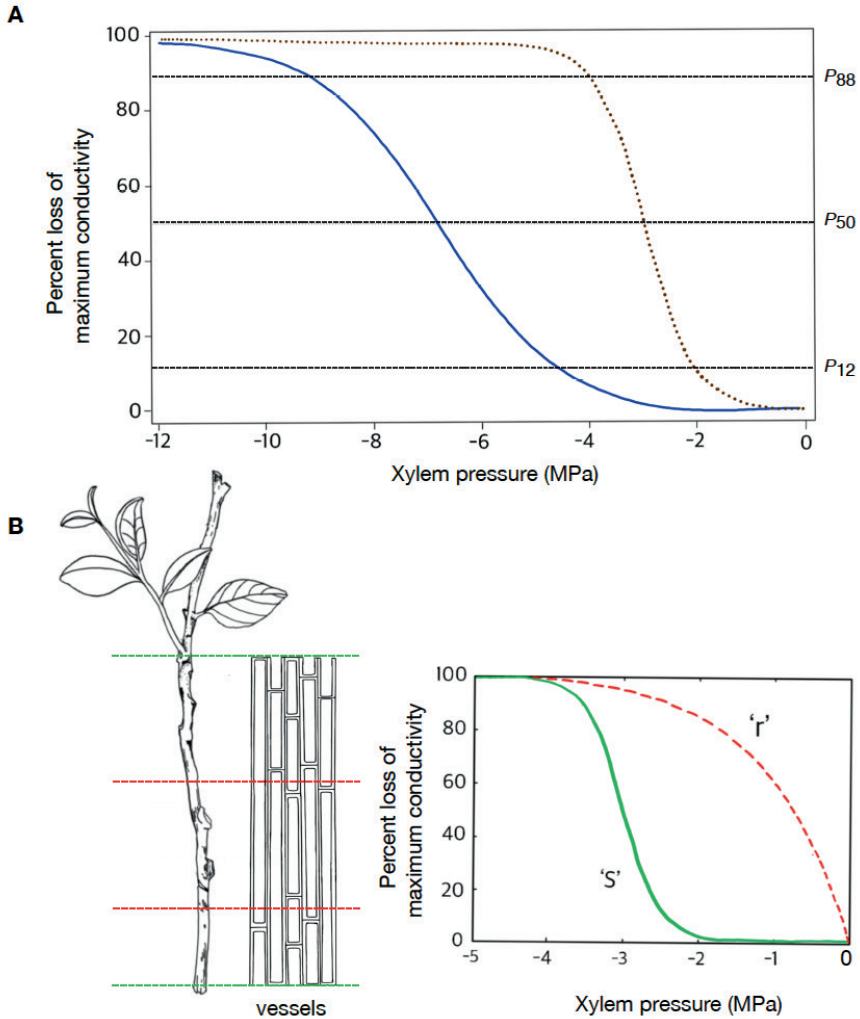 A
Percent loss of
maximum conductivity
100
80
60
40
20
0
P88
P50
P12
-12
-10
-8
-6
-4
-2
0
Xylem pressure (MPa)
B
vessels
Percent loss of
maximum conductivity
100
80
60
40
20
0
'r'
'S'
-5
-4
-3
-2
-1
0
Xylem pressure (MPa)